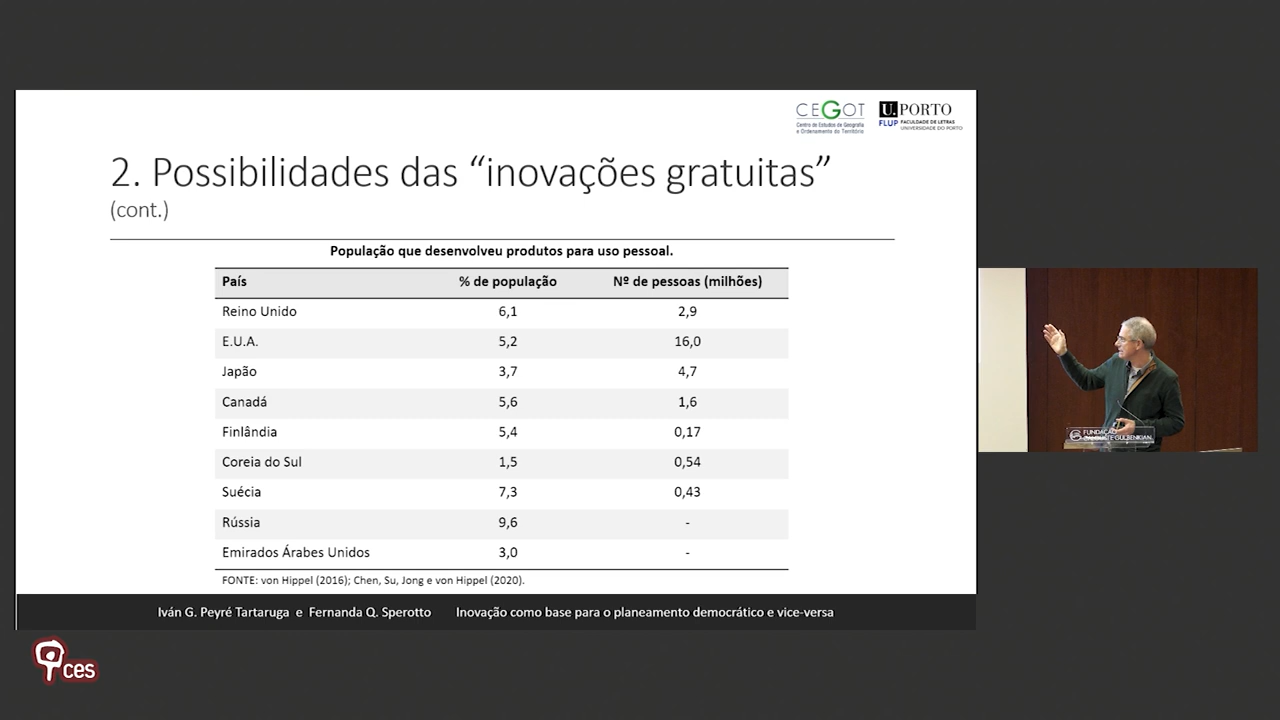 CEGOT
Centro de Estudos de Geografia
e Ordenamento do Território
U. PORTO
FLUP FACULDADE DE LETRAS
UNIVERSIDADE DO PORTO
2. Possibilidades das “inovações gratuitas”
(cont.)
População que desenvolveu produtos para uso pessoal.
País % de população Nº de pessoas (milhões)
Reino Unido 6,1 2,9
E.U.A. 5,2 16,0
Japão 3,7 4,7
Canadá 5,6 1,6
Finlândia 5,4 0,17
Coreia do Sul 1,5 0,54
Suécia 7,3 0,43
Rússia 9,6 -
Emirados Árabes Unidos 3,0 -
FONTE: von Hippel (2016); Chen, Su, Jong e von Hippel (2020).
Iván G. Peyré Tartaruga e Fernanda Q. Sperotto Inovação como base para o planeamento democrático e vice-versa
FUNDAÇÃO
CALOUSTE GULBENKIAN
ces